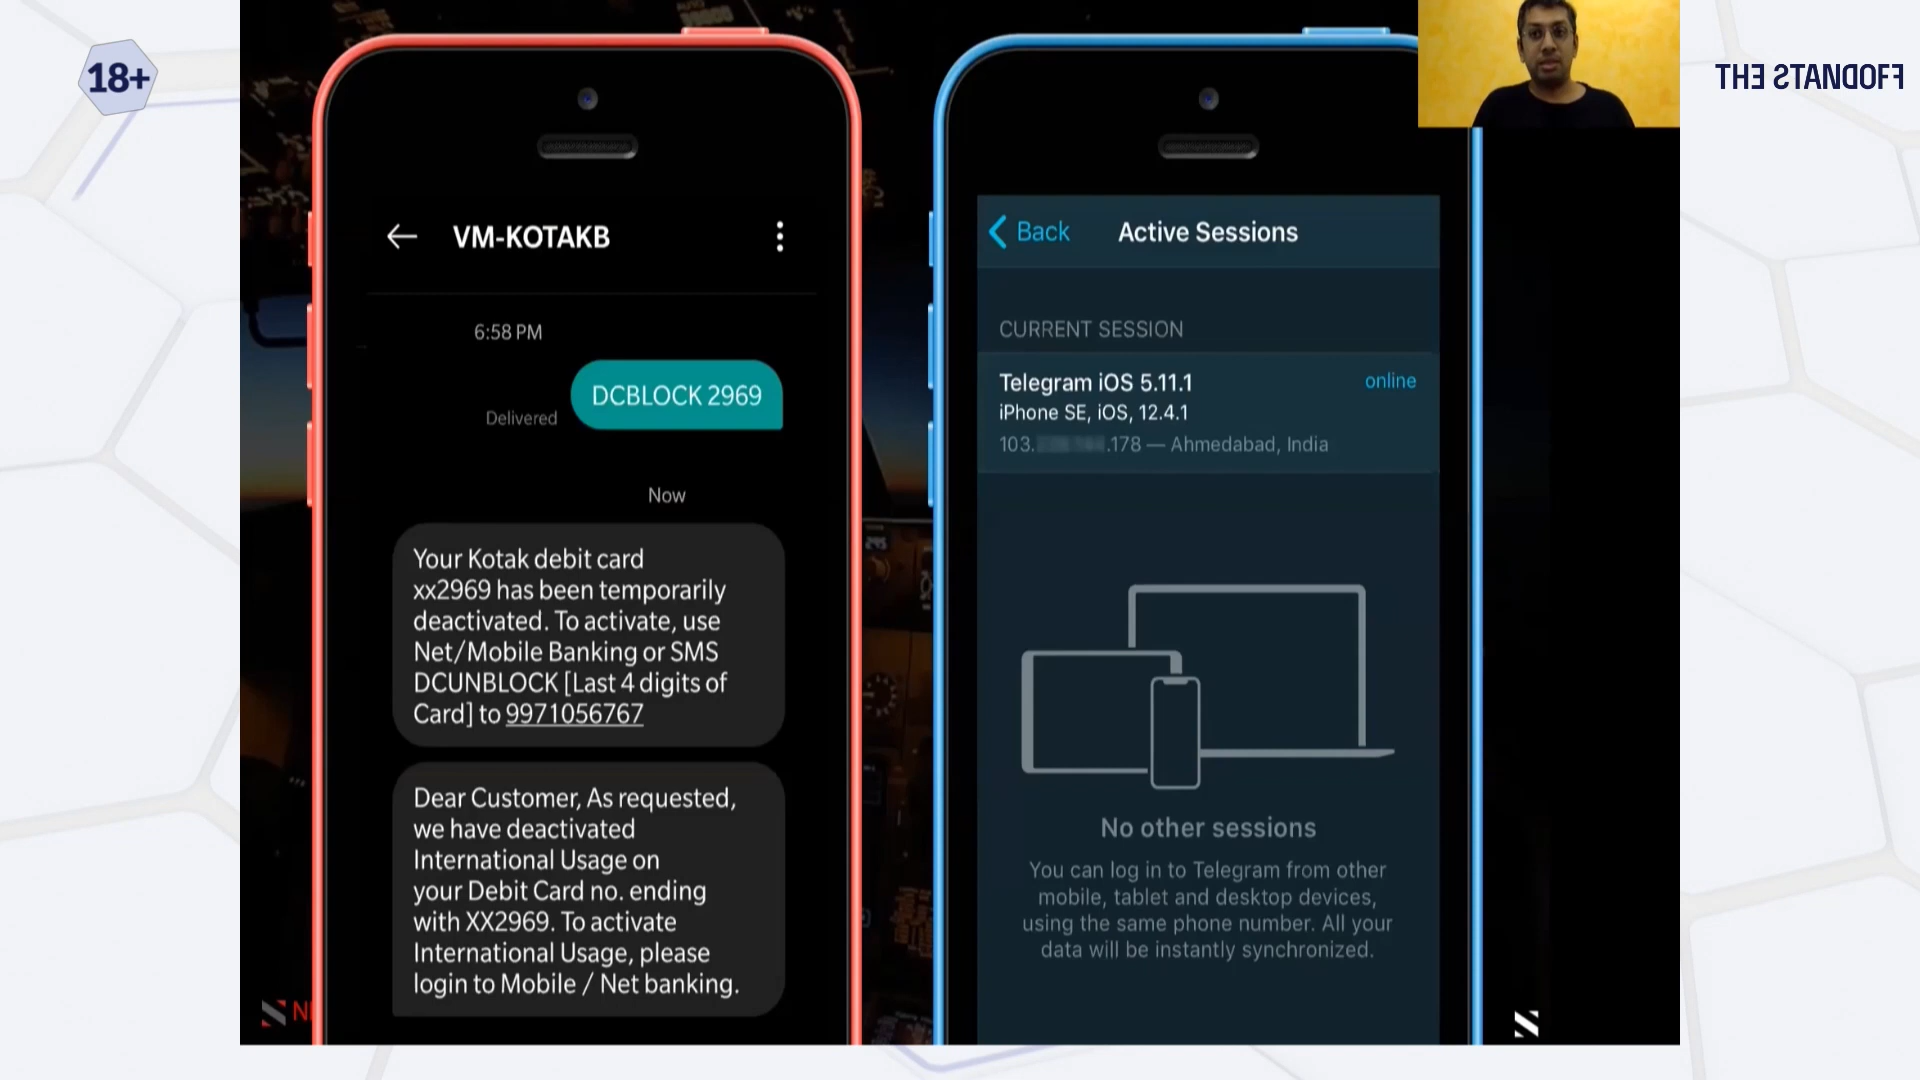 18+
THE STANDOFF
VM-KOTAKB
6:58 PM
DCBLOCK 2969
Delivered
Now
Your Kotak debit card
xx2969 has been temporarily
deactivated. To activate, use
Net/Mobile Banking or SMS
DCUNBLOCK [Last 4 digits of
Card] to 9971056767
Dear Customer, As requested,
we have deactivated
International Usage on
your Debit Card no. ending
with XX2969. To activate
International Usage, please
login to Mobile / Net banking.
Back
Active Sessions
CURRENT SESSION
Telegram iOS 5.11.1
online
iPhone SE, iOS, 12.4.1
103. .178 — Ahmedabad, India
No other sessions
You can log in to Telegram from other
mobile, tablet and desktop devices,
using the same phone number. All your
data will be instantly synchronized.